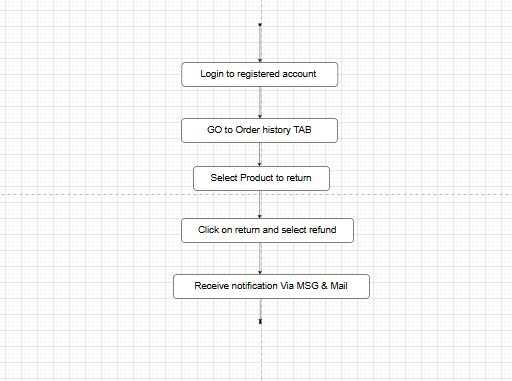 Login to registered account
GO to Order history TAB
Select Product to return
Click on return and select refund
Receive notification Via MSG & Mail